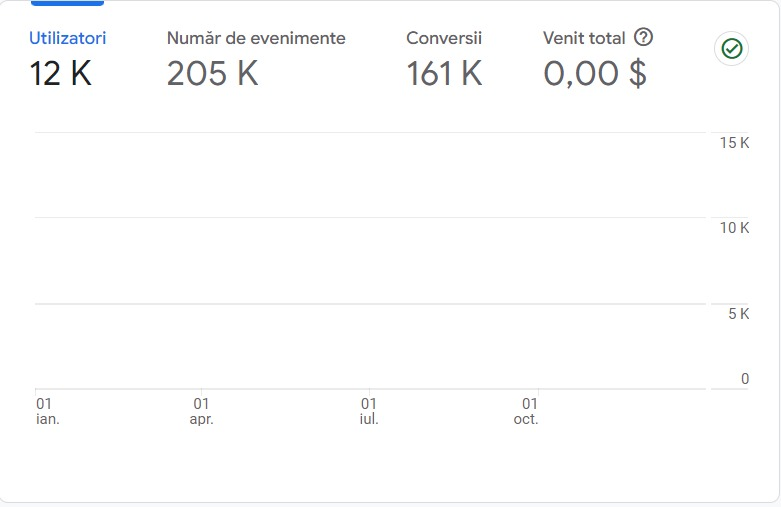 Utilizatori Număr de evenimente Conversii Venit total ?
12 K 205 K 161 K 0,00 $
15 K
10 K
5 K
0
01 01 01 01
ian. apr. iul. oct.